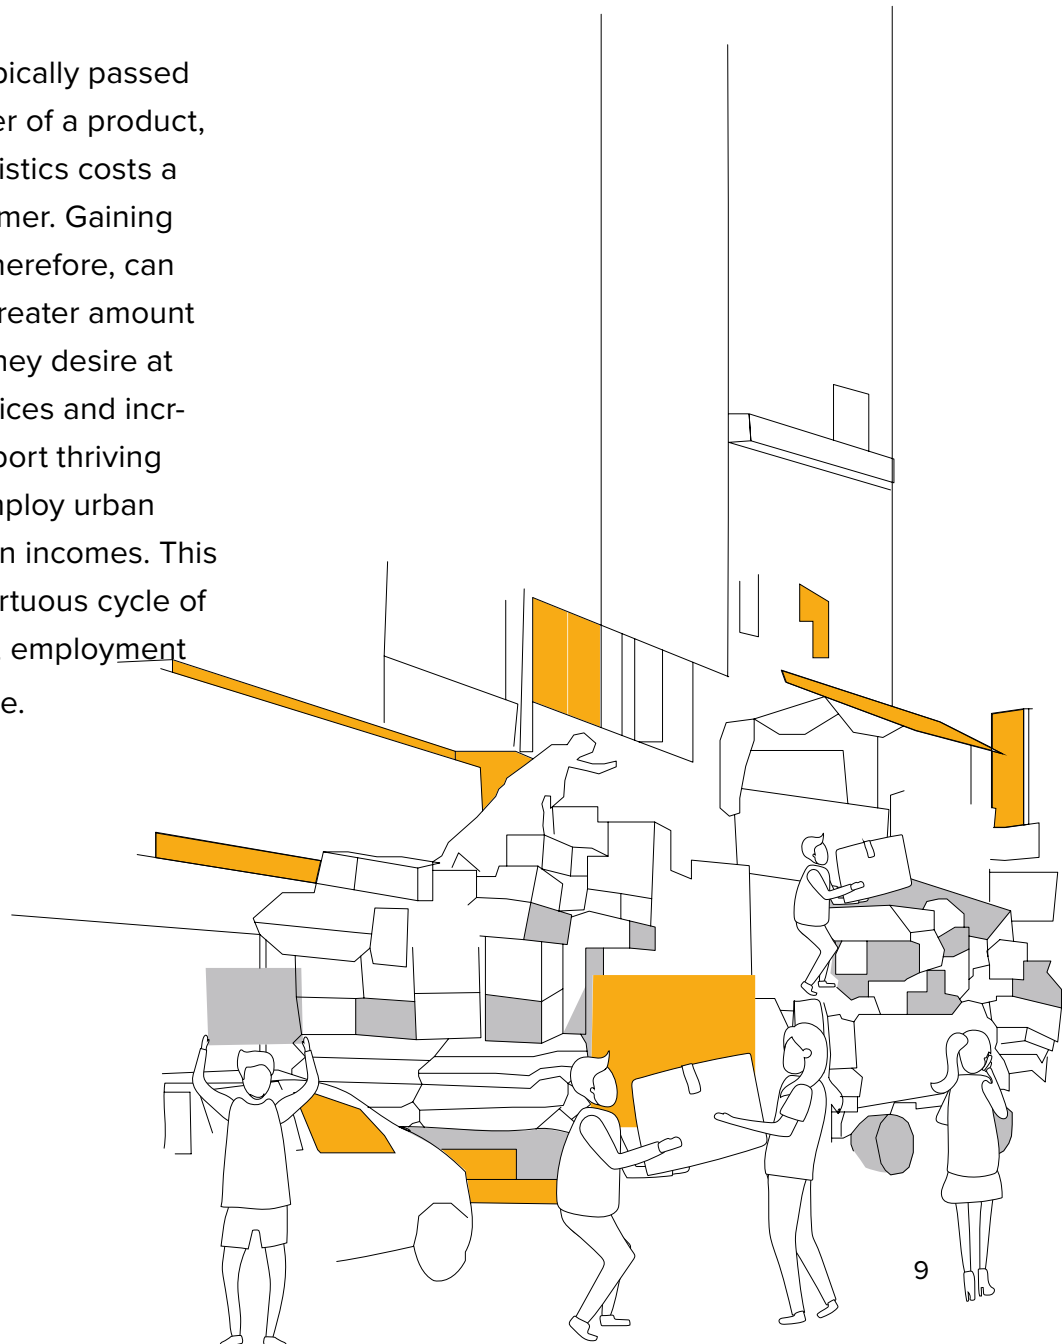 pically passed
er of a product,
istics costs a
mer. Gaining
herefore, can
reater amount
hey desire at
ices and incr-
port thriving
nploy urban
n incomes. This
rtuous cycle of
employment
e.
9